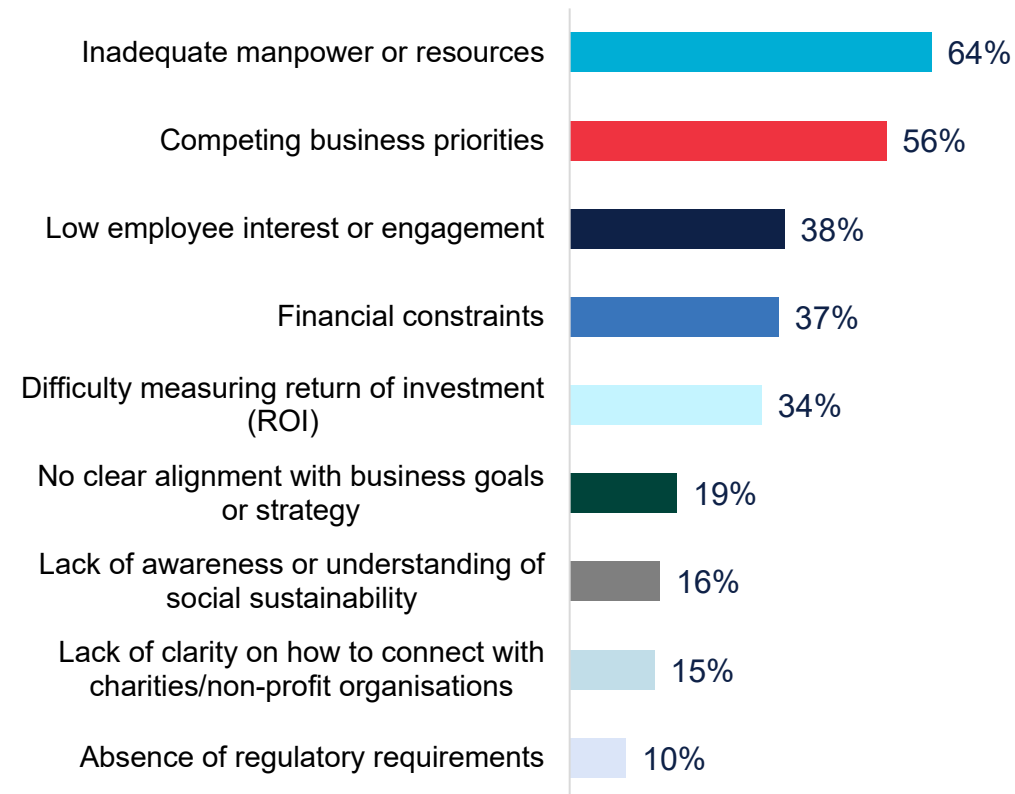 Inadequate manpower or resources 64%
Competing business priorities 56%
Low employee interest or engagement 38%
Financial constraints 37%
Difficulty measuring return of investment
(ROI) 34%
No clear alignment with business goals
or strategy 19%
Lack of awareness or understanding of
social sustainability 16%
Lack of clarity on how to connect with
charities/non-profit organisations 15%
Absence of regulatory requirements 10%